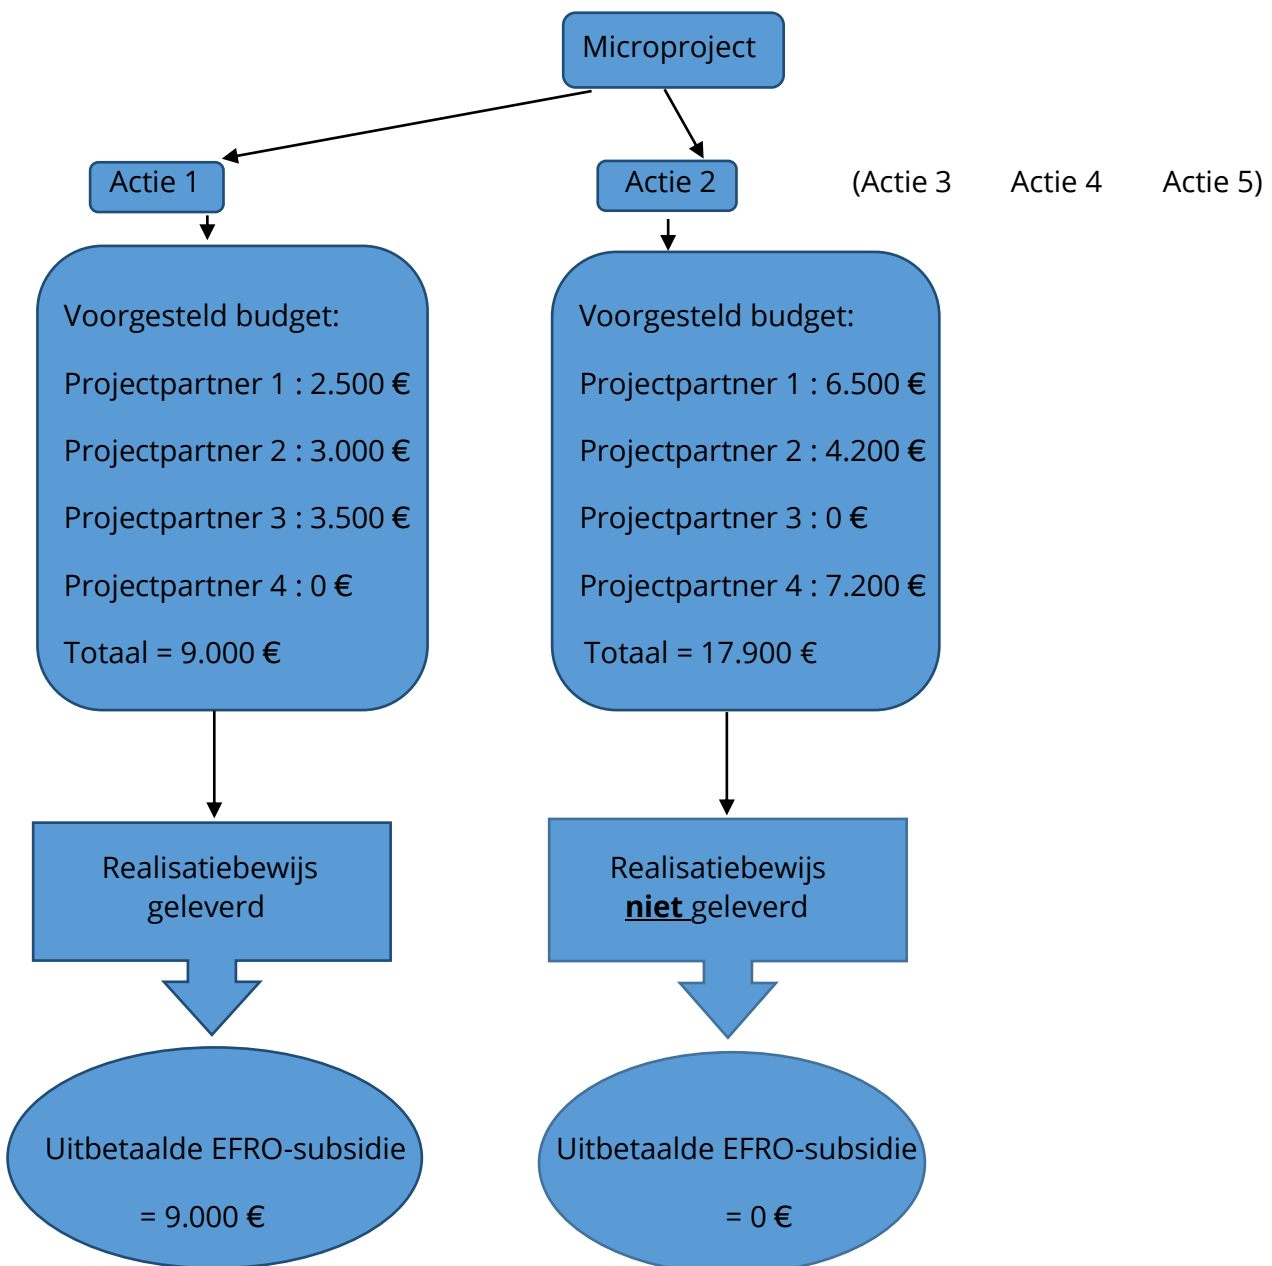 Microproject
Actie 1
Actie 2
(Actie 3 Actie 4 Actie 5)
Voorgesteld budget:
Projectpartner 1 : 2.500 €
Projectpartner 2 : 3.000 €
Projectpartner 3 : 3.500 €
Projectpartner 4 : 0 €
Totaal = 9.000 €
Voorgesteld budget:
Projectpartner 1 : 6.500 €
Projectpartner 2 : 4.200 €
Projectpartner 3 : 0 €
Projectpartner 4 : 7.200 €
Totaal = 17.900 €
Realisatiebewijs
geleverd
Realisatiebewijs
niet geleverd
Uitbetaalde EFRO-subsidie
= 9.000 €
Uitbetaalde EFRO-subsidie
= 0 €